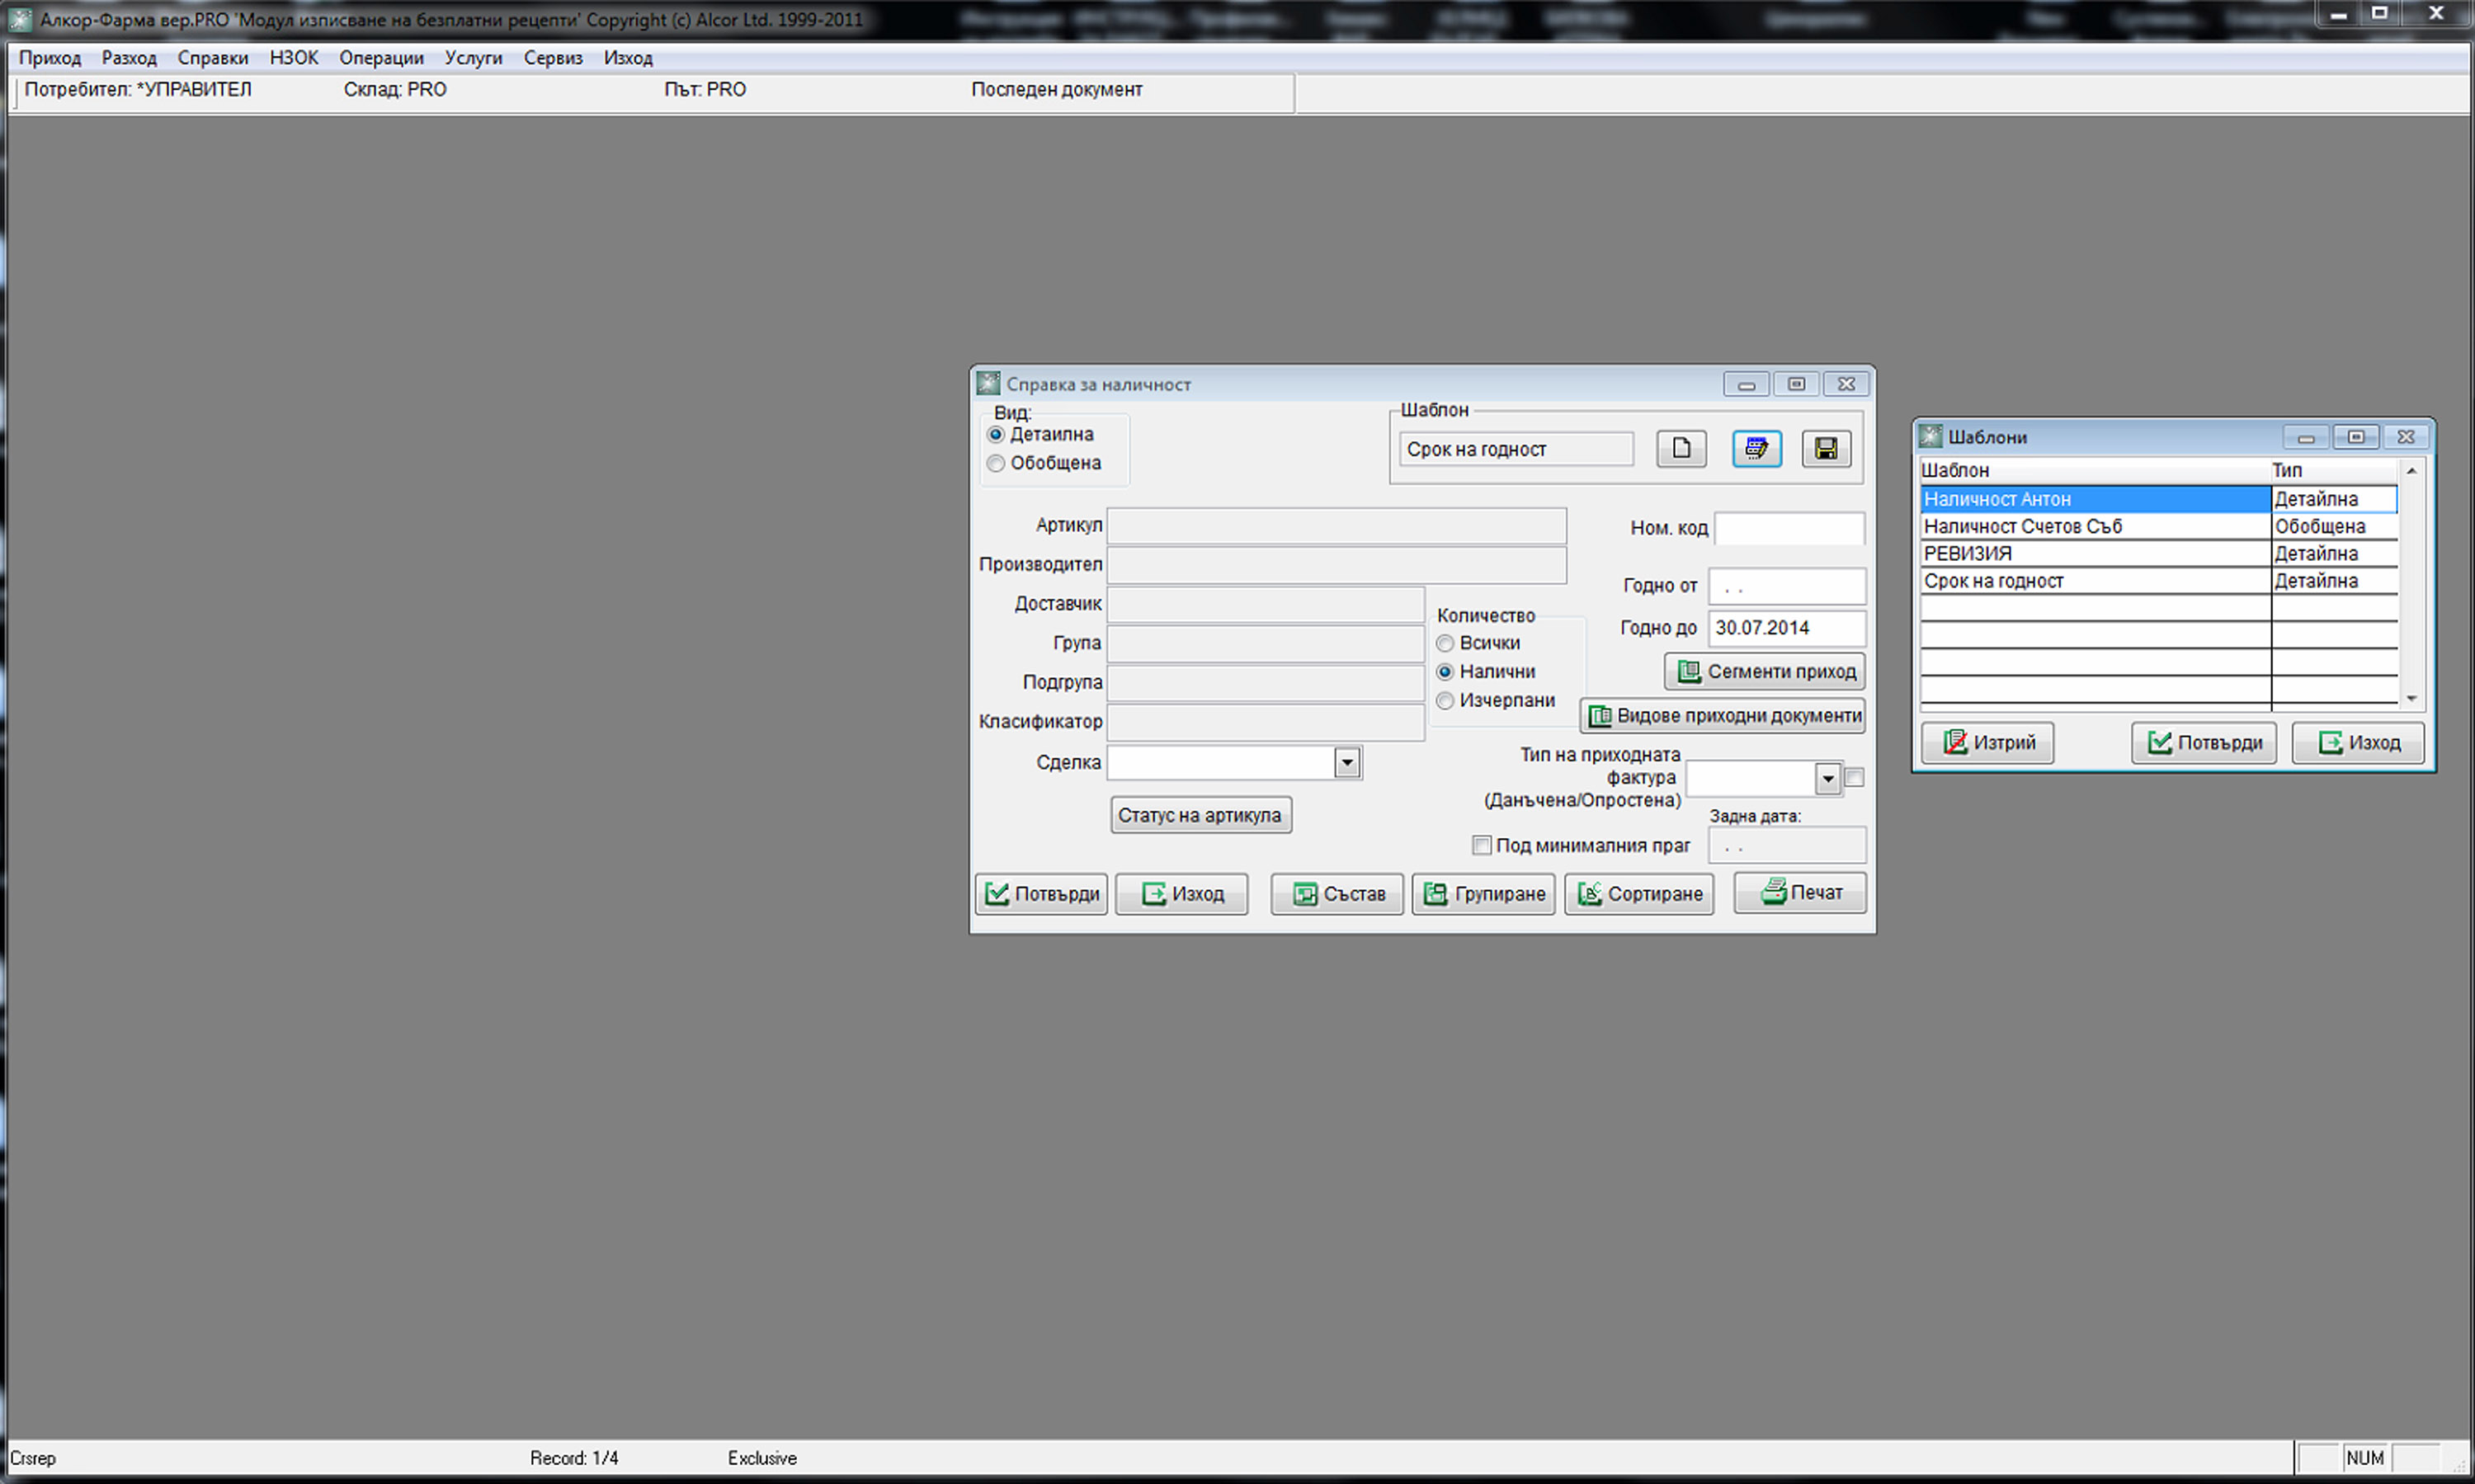 Алкор-Фарма вер.PRO 'Модул изписване на безплатни рецепти' Copyright (c) Alcor Ltd. 1999-2011
Приход Разход Справки НЗОК Операции Услуги Сервиз Изход
Потребител: *УПРАВИТЕЛ Склад: PRO Път: PRO Последен документ
Справка за наличност
Вид:
Детаилна
Обобщена
Шаблон
Срок на годност
Артикул
Производител
Доставчик
Група
Подгрупа
Класификатор
Сделка
Статус на артикула
Количество
Всички
Налични
Изчерпани
Ном. код
Годно от . .
Годно до 30.07.2014
Сегменти приход
Видове приходни документи
Тип на приходната
фактура
(Данъчена/Опростена)
Задна дата:
Под минималния праг . .
Потвърди Изход Състав Групиране Сортиране Печат
Шаблони
Шаблон Тип
Наличност Антон Детайлна
Наличност Счетов Съб Обобщена
РЕВИЗИЯ Детайлна
Срок на годност Детайлна
Изтрий Потвърди Изход
Crsrep Record: 1/4 Exclusive NUM